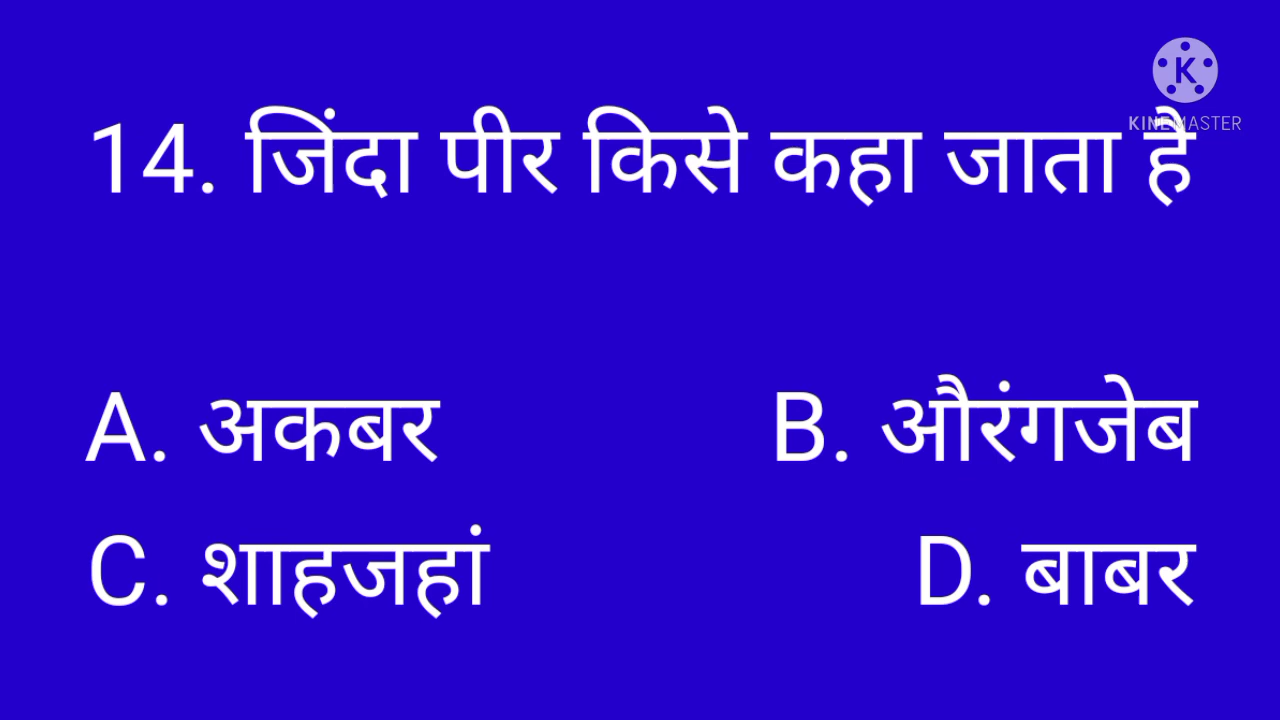 KINEMASTER
14. जिंदा पीर किसे कहा जाता है
A. अकबर B. औरंगजेब
C. शाहजहां D. बाबर